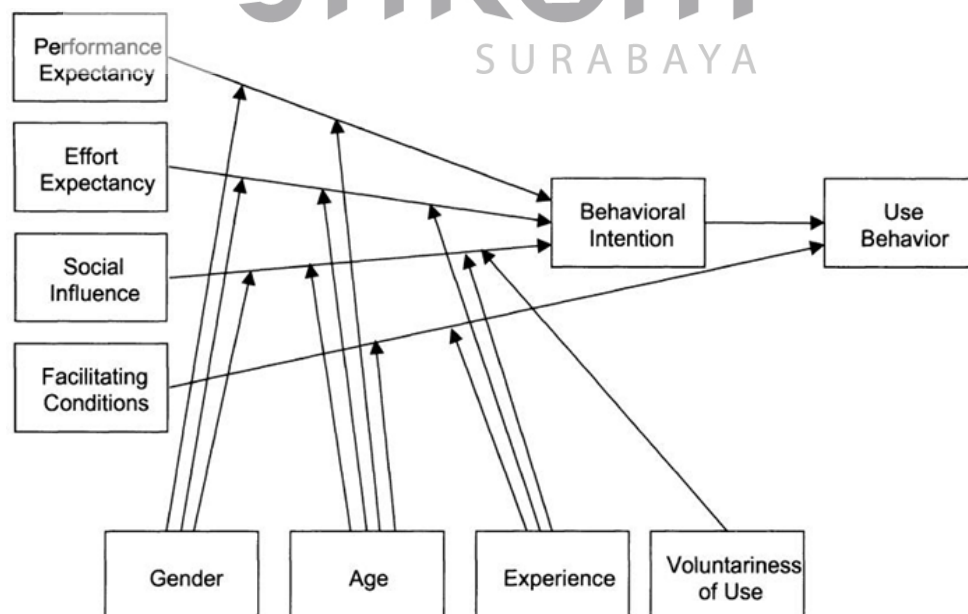 SURABAYA
Performance
Expectancy
Effort
Expectancy
Social
Influence
Facilitating
Conditions
Behavioral
Intention
Use
Behavior
Gender
Age
Experience
Voluntariness
of Use